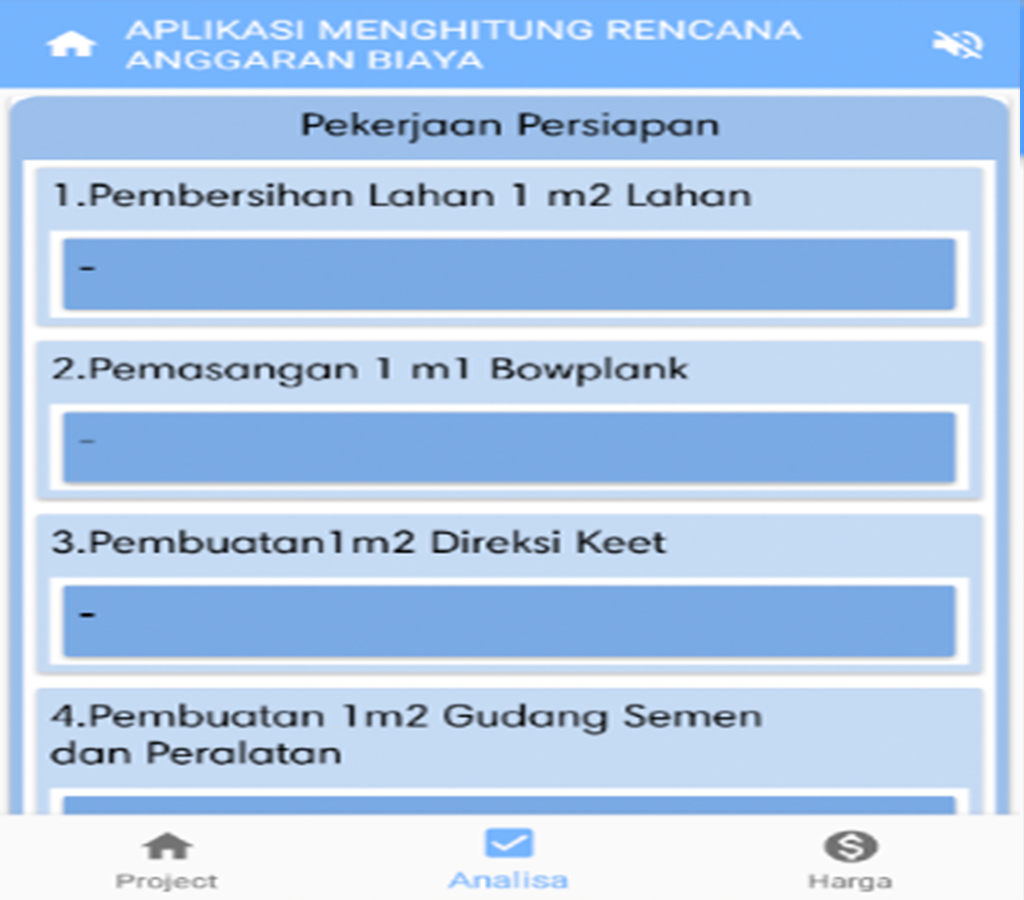 APLIKASI MENGHITUNG RENCANA
ANGGARAN BIAYA
Pekerjaan Persiapan
1.Pembersihan Lahan 1 m2 Lahan
-
2.Pemasangan 1 m1 Bowplank
-
3.Pembuatan1m2 Direksi Keet
-
4.Pembuatan 1m2 Gudang Semen
dan Peralatan
Project
Analisa
Harga